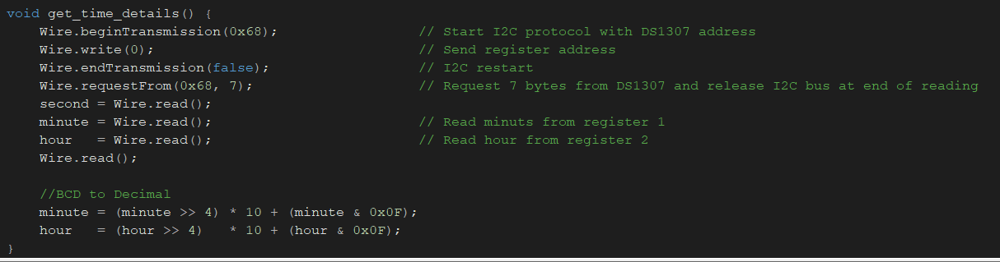 void get_time_details() {
    Wire.beginTransmission(0x68);                 // Start I2C protocol with DS1307 address
    Wire.write(0);                                // Send register address
    Wire.endTransmission(false);                  // I2C restart
    Wire.requestFrom(0x68, 7);                    // Request 7 bytes from DS1307 and release I2C bus at end of reading
    second = Wire.read();
    minute = Wire.read();                         // Read minuts from register 1
    hour   = Wire.read();                         // Read hour from register 2
    Wire.read();
    //BCD to Decimal
    minute = (minute >> 4) * 10 + (minute & 0x0F);
    hour   = (hour >> 4)   * 10 + (hour & 0x0F);
}